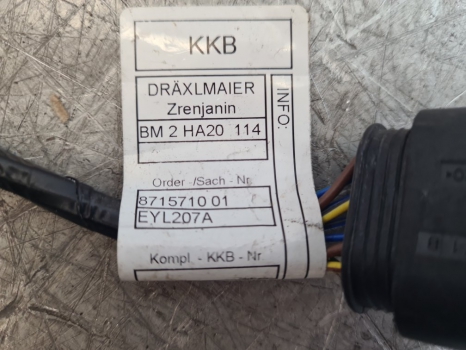 KKB
DRÄXLMAIER
Zrenjanin
BM 2 HA20 114
INFO:
Order -/Sach - Nr
8715710 01
EYL207A
Kompl. - KKB - Nr